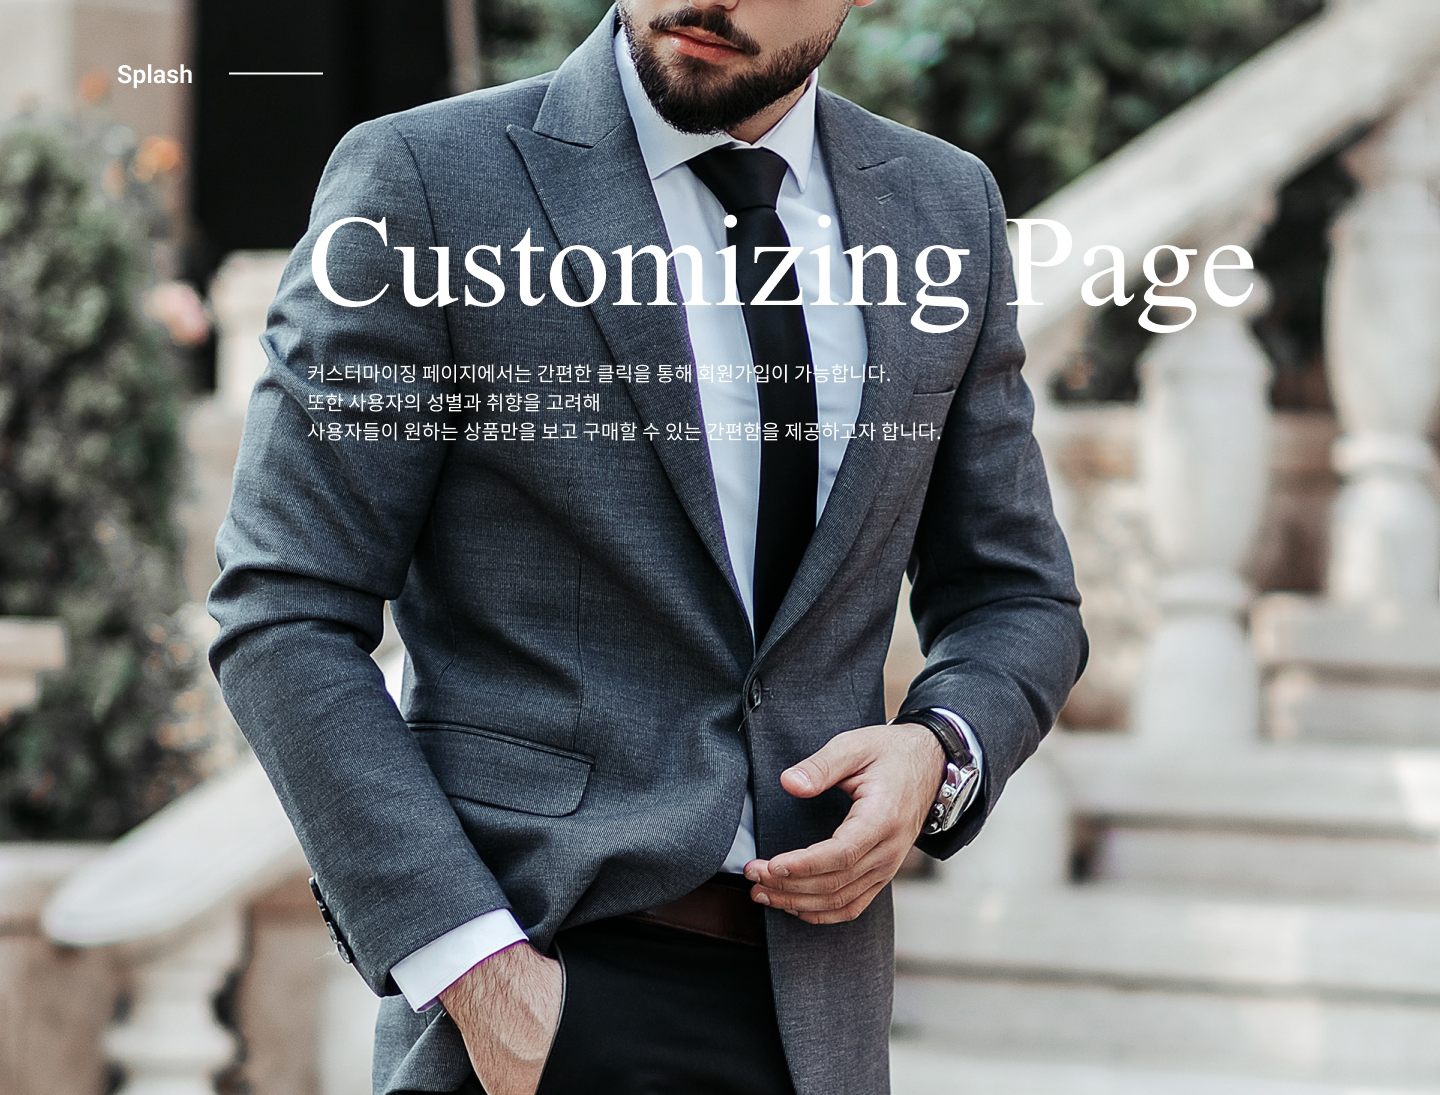 Splash
Customizing Page
커스터마이징 페이지에서는 간편한 클릭을 통해 회원가입이 가능합니다.
또한 사용자의 성별과 취향을 고려해
사용자들이 원하는 상품만을 보고 구매할 수 있는 간편함을 제공하고자 합니다.